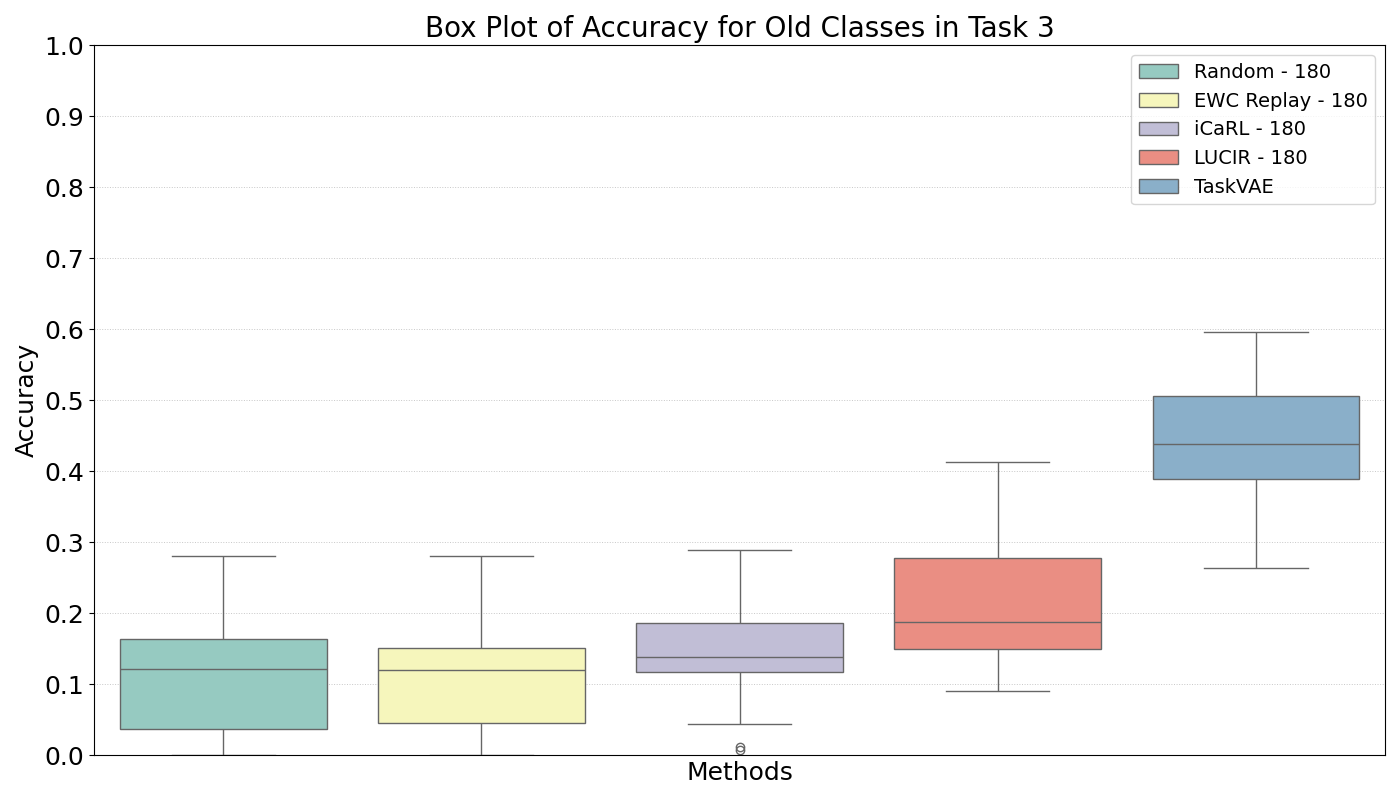 Box Plot of Accuracy for Old Classes in Task 3
1.0
0.9
0.8
0.7
0.6
0.5
0.4
0.3
0.2
0.1
0.0
Accuracy
Methods
Random - 180
EWC Replay - 180
iCaRL - 180
LUCIR - 180
TaskVAE